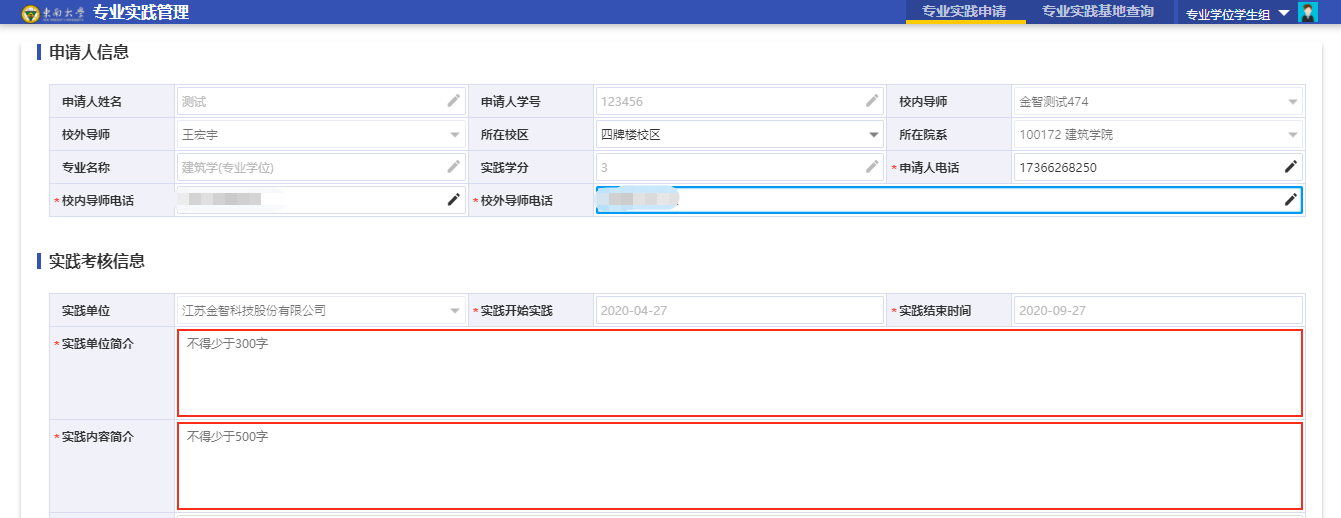 东南大学 专业实践管理 专业实践申请 专业实践基地查询 专业学位学生组
申请人信息
申请人姓名 测试 申请人学号 123456 校内导师 金智测试474
校外导师 王宏宇 所在校区 四牌楼校区 所在院系 100172 建筑学院
专业名称 建筑学(专业学位) 实践学分 3 * 申请人电话 17366268250
* 校内导师电话 * 校外导师电话
实践考核信息
实践单位 江苏金智科技股份有限公司 * 实践开始实践 2020-04-27 * 实践结束时间 2020-09-27
* 实践单位简介 不得少于300字
* 实践内容简介 不得少于500字